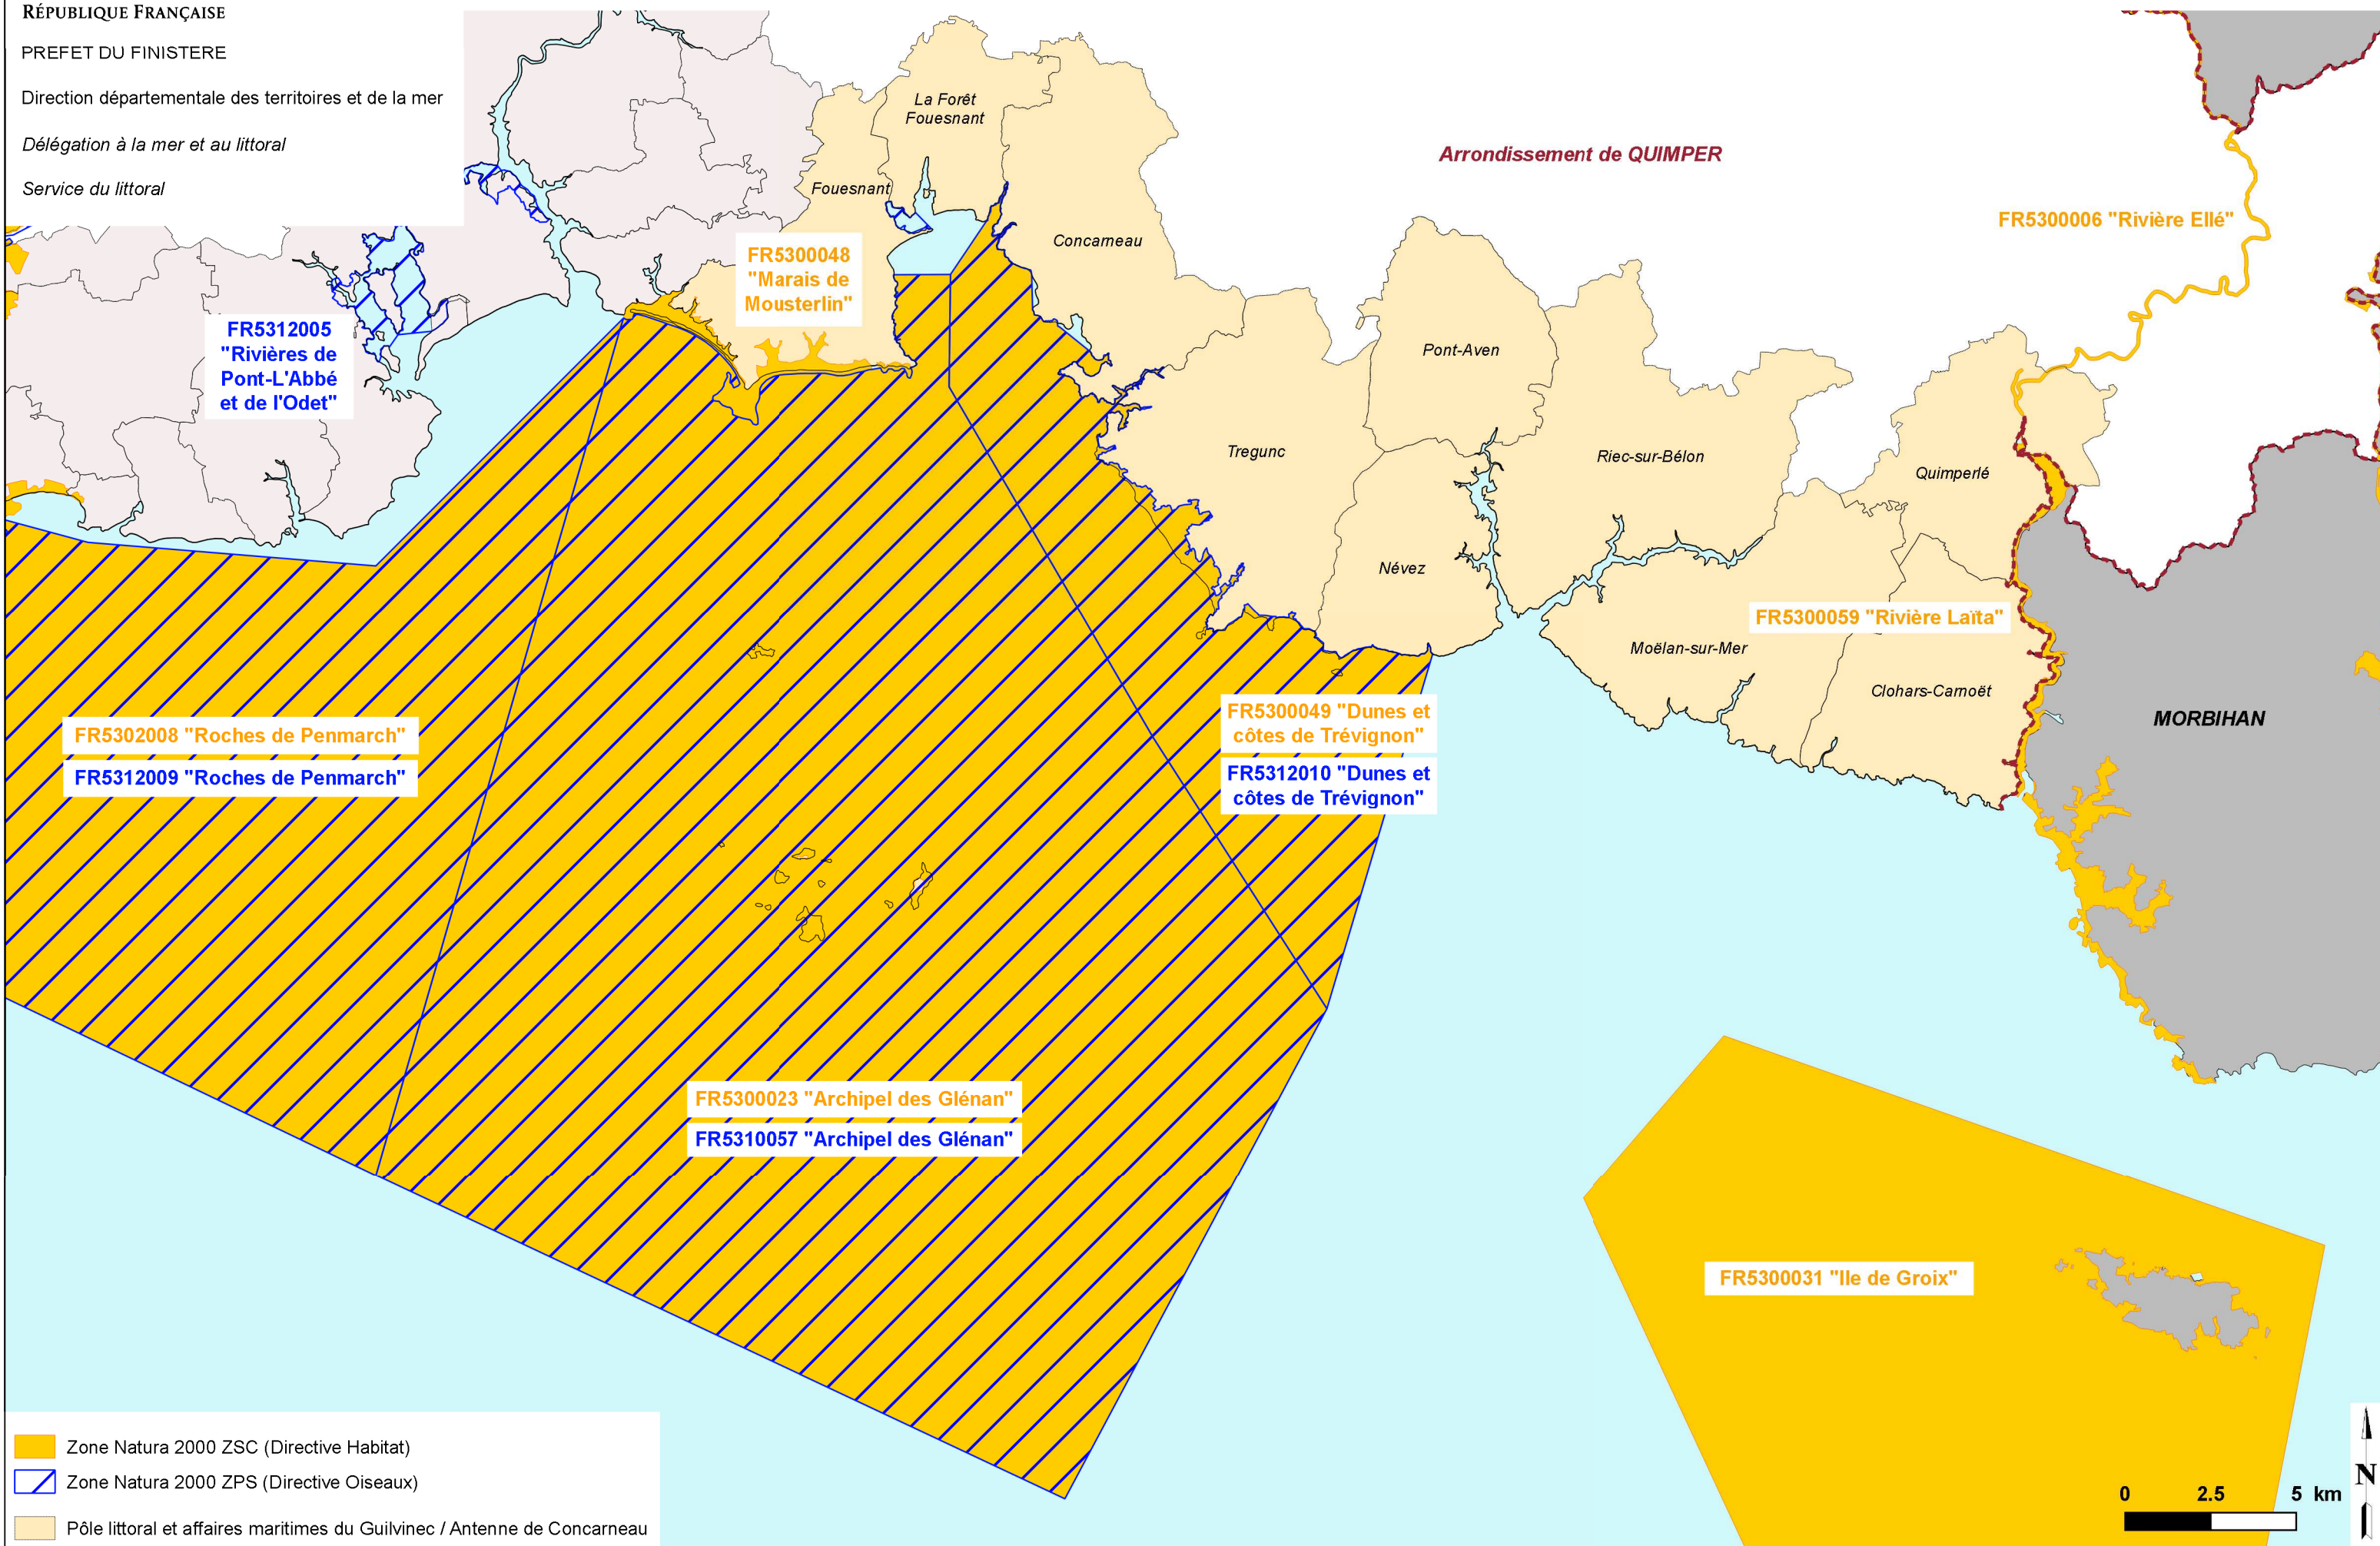 RÉPUBLIQUE FRANÇAISE
PREFET DU FINISTERE
Direction départementale des territoires et de la mer
Délégation à la mer et au littoral
Service du littoral
La Forêt
Fouesnant
Fouesnant
Concarneau
Arrondissement de QUIMPER
FR5300006 "Rivière Ellé"
FR5300048
"Marais de
Mousterlin"
FR5312005
"Rivières de
Pont-L'Abbé
et de l'Odet"
Pont-Aven
Tregunc
Riec-sur-Bélon
Quimperlé
Névez
FR5300059 "Rivière Laïta"
Moëlan-sur-Mer
Clohars-Carnoët
MORBIHAN
FR5302008 "Roches de Penmarch"
FR5312009 "Roches de Penmarch"
FR5300049 "Dunes et
côtes de Trévignon"
FR5312010 "Dunes et
côtes de Trévignon"
FR5300023 "Archipel des Glénan"
FR5310057 "Archipel des Glénan"
FR5300031 "Ile de Groix"
Zone Natura 2000 ZSC (Directive Habitat)
Zone Natura 2000 ZPS (Directive Oiseaux)
Pôle littoral et affaires maritimes du Guilvinec / Antenne de Concarneau
0 2.5 5 km
N